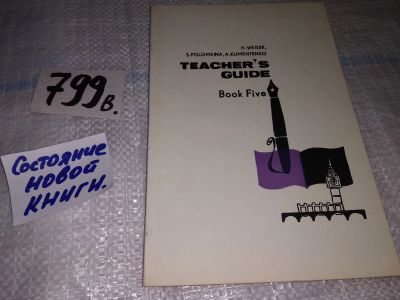 799в.
Состояние
новой
книги.
H. WEISER,
S. FOLOMKINA, A. KLIMENTENKO
TEACHER'S
GUIDE
Book Five